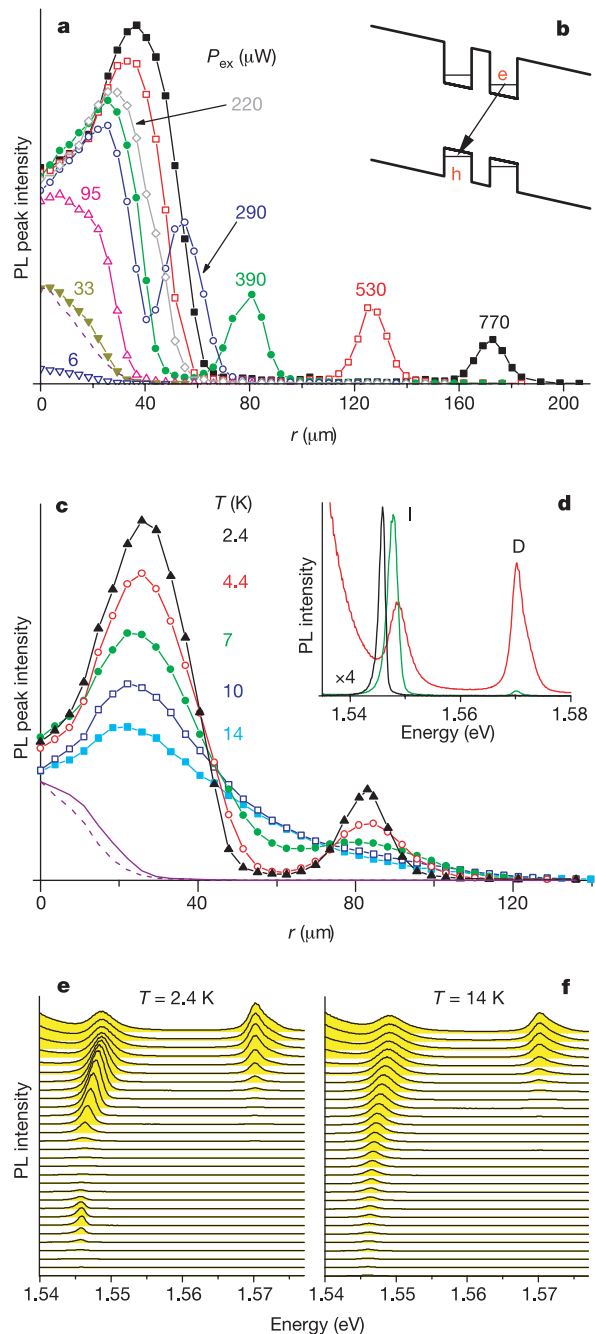 a
b
P_ex (μW)
220
95
33
6
290
390
530
770
e
h
PL peak intensity
0 40 80 120 160 200
r (μm)
c
T (K)
2.4
4.4
7
10
14
PL peak intensity
0 40 80 120
r (μm)
d
I
D
×4
PL intensity
1.54 1.56 1.58
Energy (eV)
e
T = 2.4 K
T = 14 K
f
PL intensity
1.54 1.55 1.56 1.57
1.54 1.55 1.56 1.57
Energy (eV)